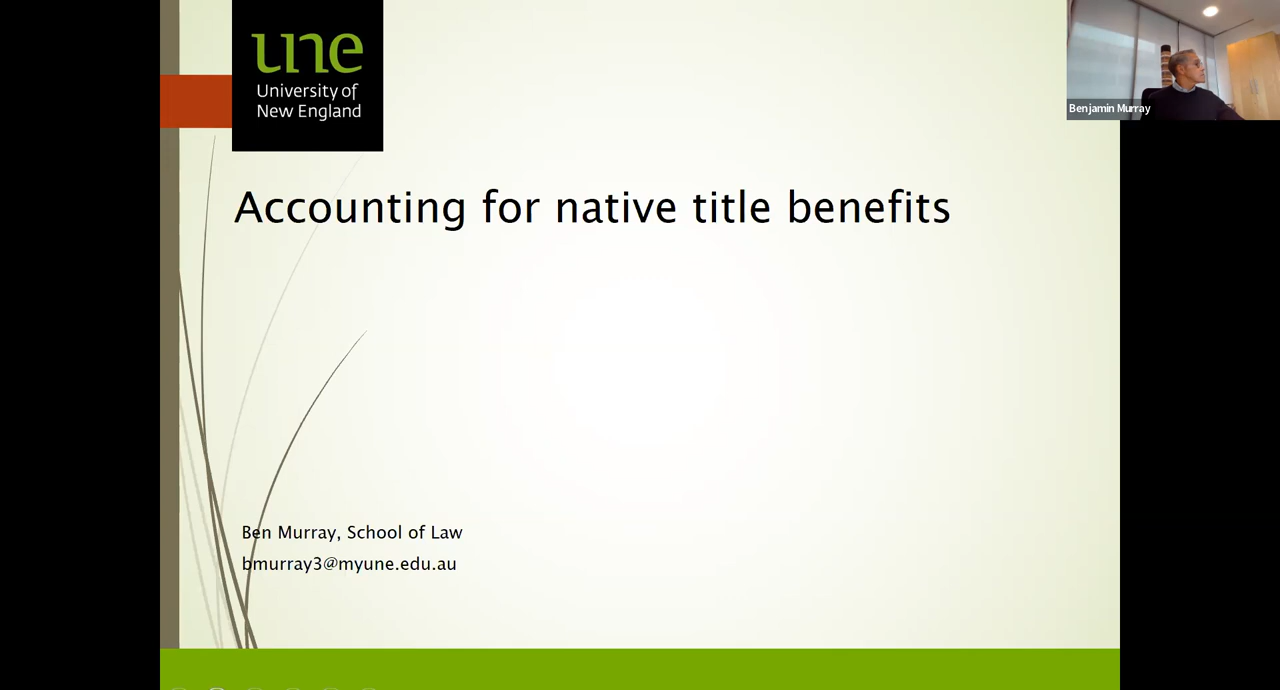 une
University of
New England
Benjamin Murray
Accounting for native title benefits
Ben Murray, School of Law
bmurray3@myune.edu.au